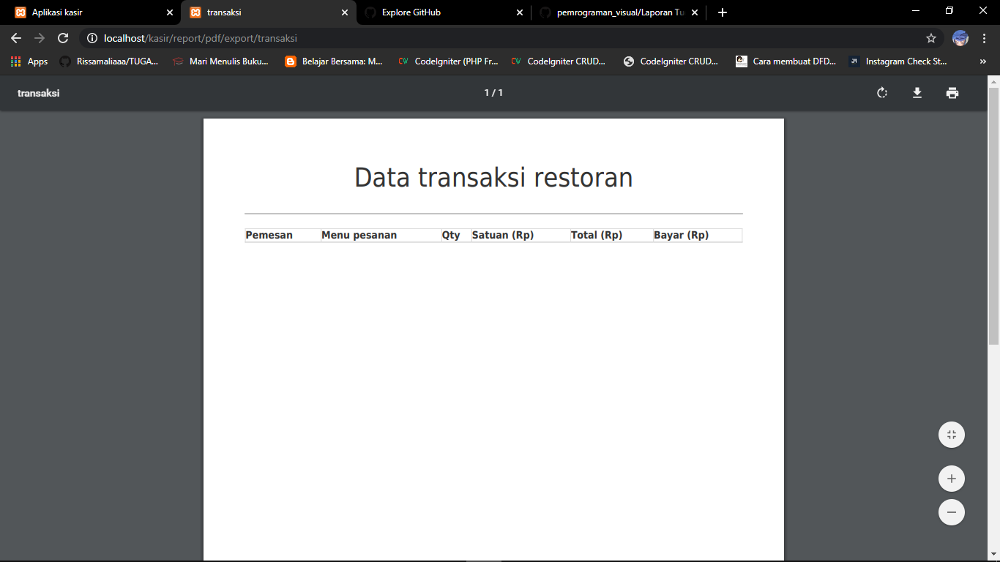 Aplikasi kasir
transaksi
Explore GitHub
pemrograman_visual/Laporan Tu
localhost/kasir/report/pdf/export/transaksi
Apps
Rissamaliaaa/TUGA...
Mari Menulis Buku...
Belajar Bersama: M...
CodeIgniter (PHP Fr...
CodeIgniter CRUD...
CodeIgniter CRUD...
Cara membuat DFD...
Instagram Check St...
transaksi
1 / 1
Data transaksi restoran
Pemesan Menu pesanan Qty Satuan (Rp) Total (Rp) Bayar (Rp)